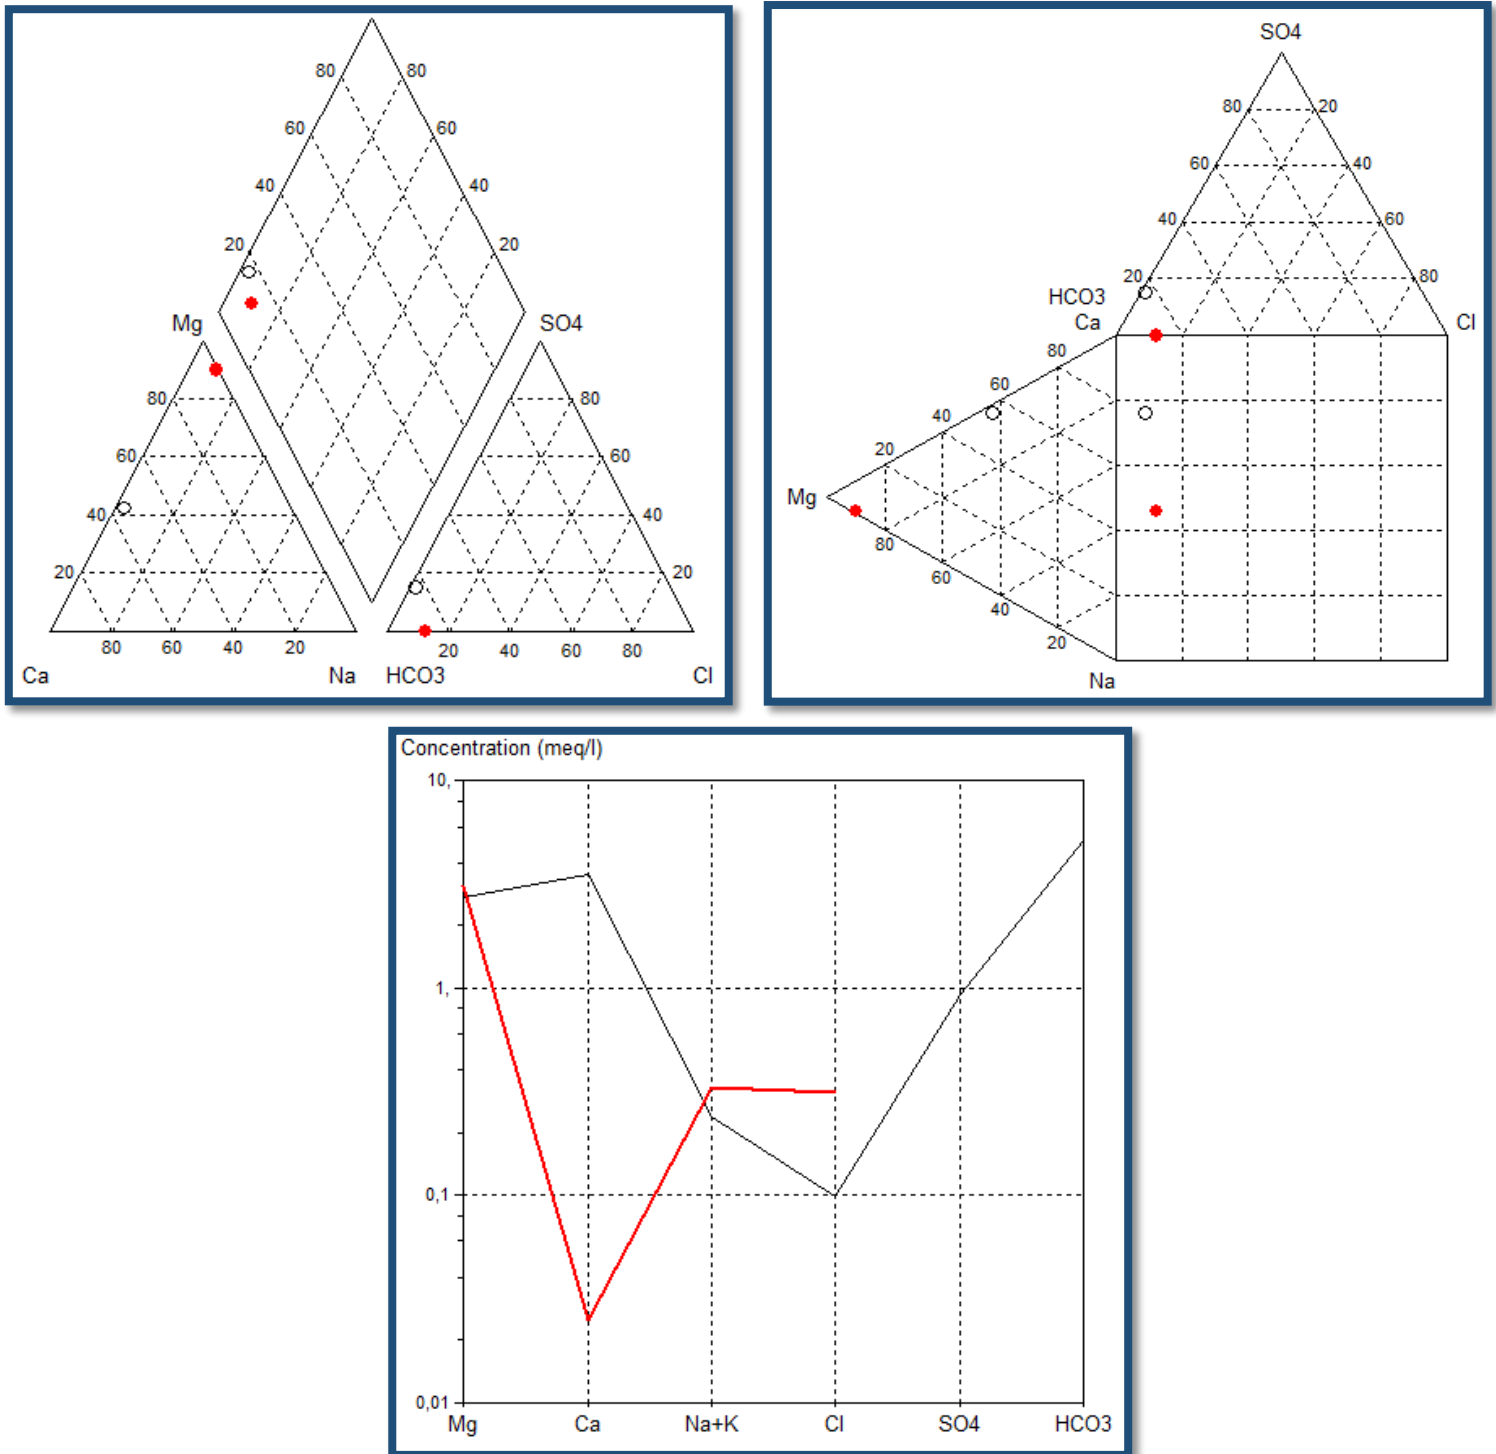 80 80
60 60
40 40
20 20
Mg SO4
80 80
60 60
40 40
20 20
80 60 40 20 20 40 60 80
Ca Na HCO3 Cl
SO4
80 20
60 40
40 60
20 80
HCO3
Ca Cl
80
60
40
20
Mg
80
60
40
20
Na
Concentration (meq/l)
10,
1,
0,1
0,01
Mg Ca Na+K Cl SO4 HCO3